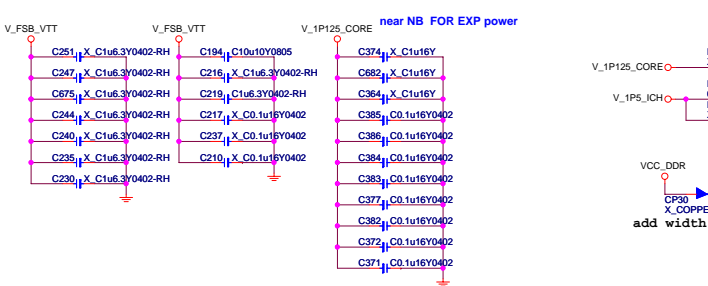 near NB FOR EXP power
V_FSB_VTT
C251 X_C1u6.3Y0402-RH
C247 X_C1u6.3Y0402-RH
C675 X_C1u6.3Y0402-RH
C244 X_C1u6.3Y0402-RH
C240 X_C1u6.3Y0402-RH
C235 X_C1u6.3Y0402-RH
C230 X_C1u6.3Y0402-RH
V_FSB_VTT
C194 C10u10Y0805
C216 X_C1u6.3Y0402-RH
C219 C1u6.3Y0402-RH
C217 X_C0.1u16Y0402
C237 X_C0.1u16Y0402
C210 X_C0.1u16Y0402
V_1P125_CORE
C374 X_C1u16Y
C682 X_C1u16Y
C364 X_C1u16Y
C385 C0.1u16Y0402
C386 C0.1u16Y0402
C384 C0.1u16Y0402
C383 C0.1u16Y0402
C377 C0.1u16Y0402
C382 C0.1u16Y0402
C372 C0.1u16Y0402
C371 C0.1u16Y0402
V_1P125_CORE
V_1P5_ICH
VCC_DDR
CP30
X_COPPE
add width